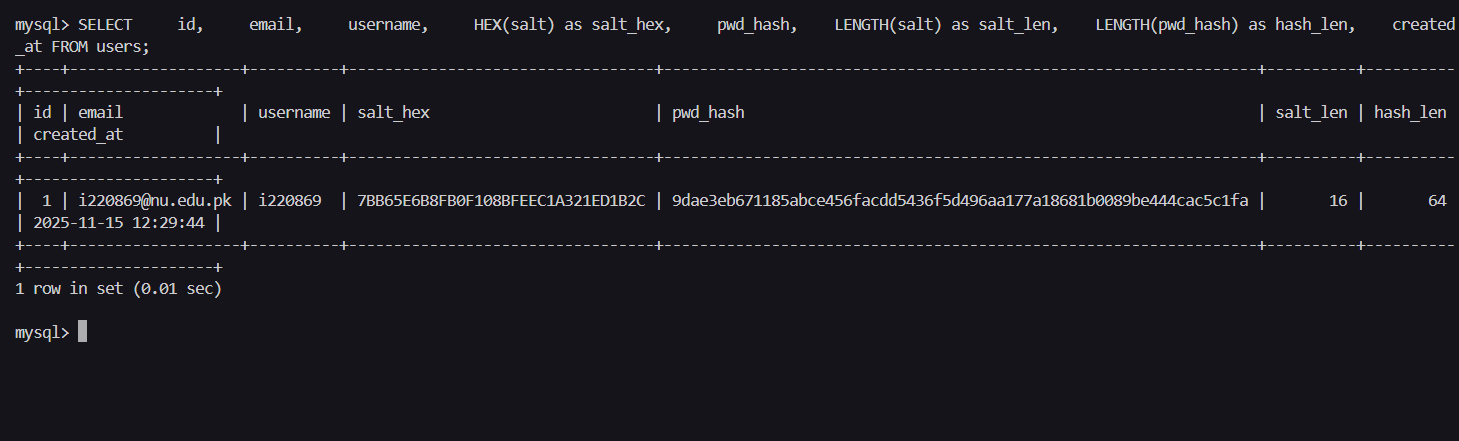 mysql> SELECT     id,     email,     username,     HEX(salt) as salt_hex,     pwd_hash,     LENGTH(salt) as salt_len,    LENGTH(pwd_hash) as hash_len,    created
_at FROM users;
+----+-------------------+----------+----------------------------------+------------------------------------------------------------------+----------+----------
+---------------------+
| id | email             | username | salt_hex                         | pwd_hash                                                         | salt_len | hash_len
| created_at          |
+----+-------------------+----------+----------------------------------+------------------------------------------------------------------+----------+----------
+---------------------+
|  1 | i220869@nu.edu.pk | i220869  | 7BB65E6B8FB0F108BFEEC1A321ED1B2C | 9dae3eb671185abce456facdd5436f5d496aa177a18681b0089be444cac5c1fa |       16 |       64
| 2025-11-15 12:29:44 |
+----+-------------------+----------+----------------------------------+------------------------------------------------------------------+----------+----------
+---------------------+
1 row in set (0.01 sec)
mysql>